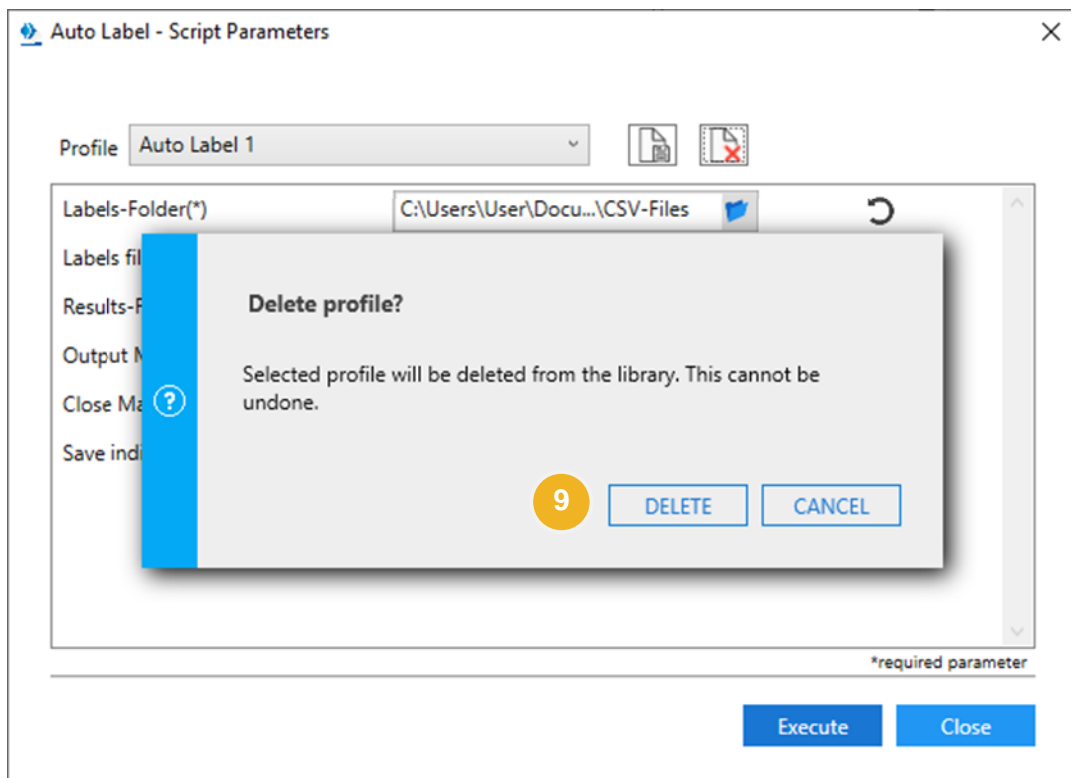 Auto Label - Script Parameters
Profile Auto Label 1
Labels-Folder(*) C:\Users\User\Docu...\CSV-Files
Labels fil
Results-F
Output M
Close Ma
Save indi
Delete profile?
Selected profile will be deleted from the library. This cannot be
undone.
9 DELETE CANCEL
*required parameter
Execute Close